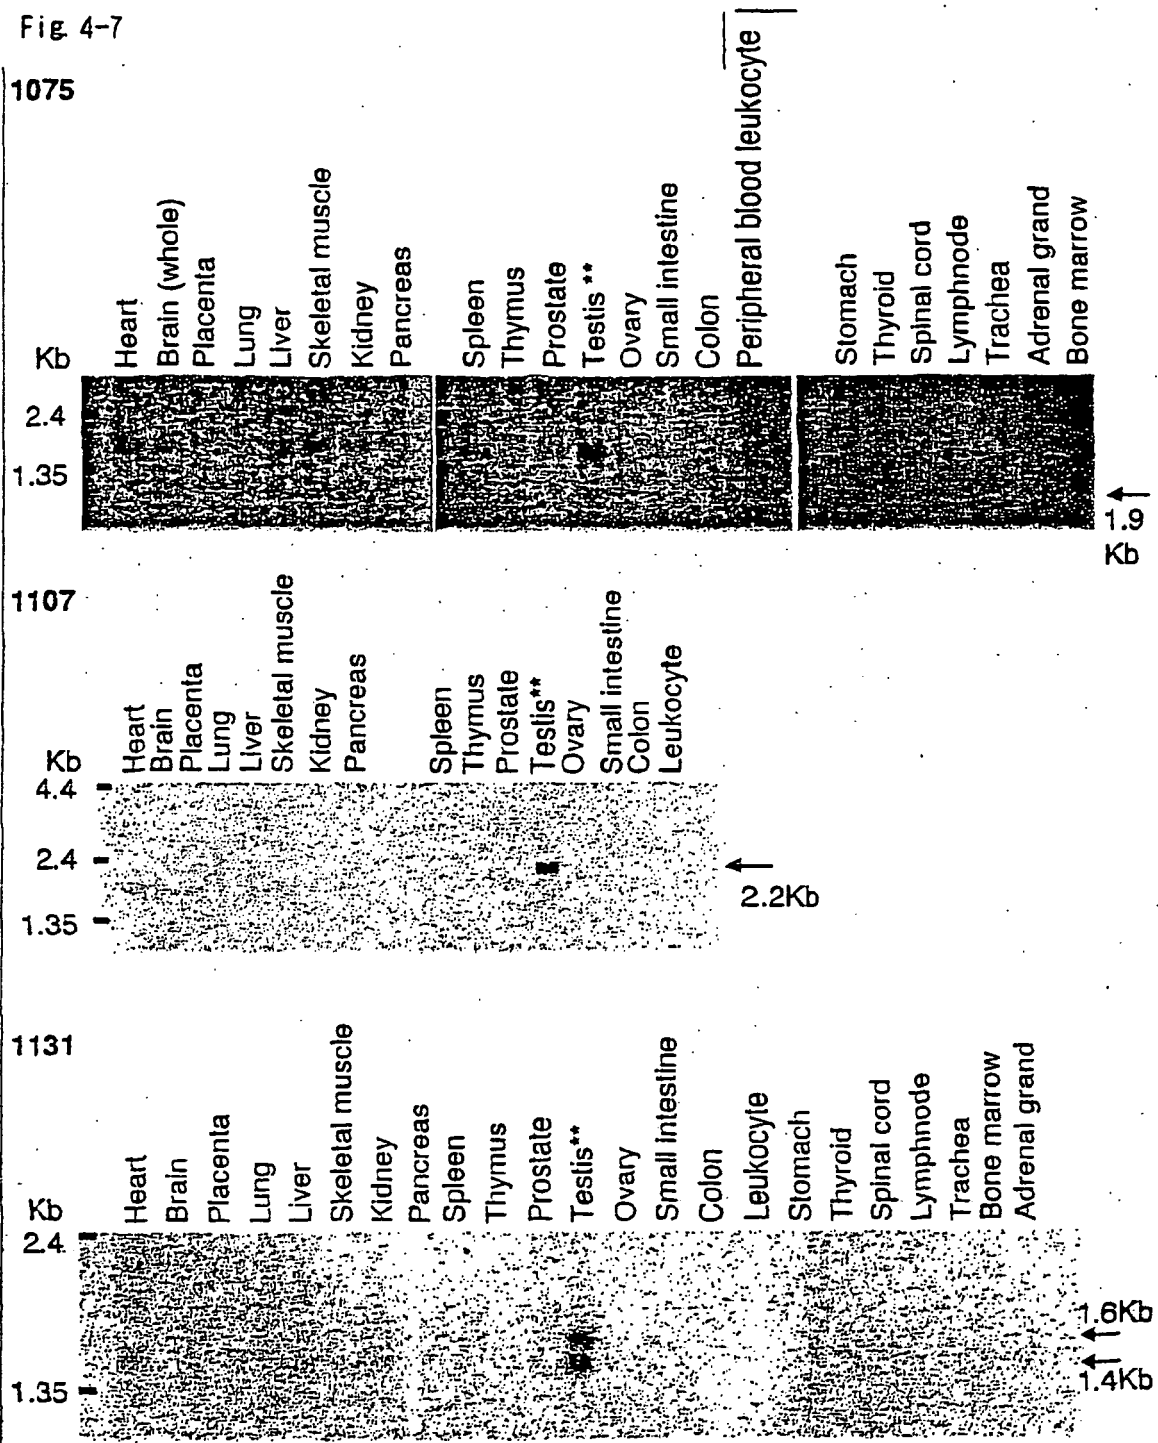 Fig. 4-7
1075
Kb
Heart
Brain (whole)
Placenta
Lung
Liver
Skeletal muscle
Kidney
Pancreas
Spleen
Thymus
Prostate
Testis **
Ovary
Small intestine
Colon
Peripheral blood leukocyte
Stomach
Thyroid
Spinal cord
Lymphnode
Trachea
Adrenal grand
Bone marrow
2.4
1.35
1.9
Kb
1107
Kb
Heart
Brain
Placenta
Lung
Liver
Skeletal muscle
Kidney
Pancreas
Spleen
Thymus
Prostate
Testis**
Ovary
Small intestine
Colon
Leukocyte
4.4
2.4
2.2Kb
1.35
1131
Kb
Heart
Brain
Placenta
Lung
Liver
Skeletal muscle
Kidney
Pancreas
Spleen
Thymus
Prostate
Testis**
Ovary
Small intestine
Colon
Leukocyte
Stomach
Thyroid
Spinal cord
Lymphnode
Trachea
Bone marrow
Adrenal grand
2.4
1.6Kb
1.4Kb
1.35